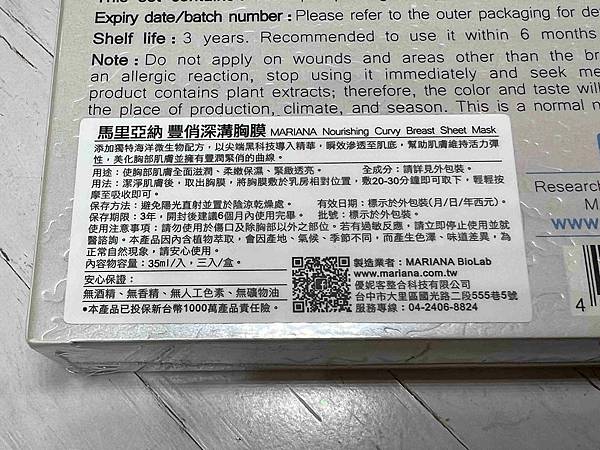 This set contains
Expiry date/batch number : Please refer to the outer packaging for de
Shelf life : 3 years. Recommended to use it within 6 months
Note : Do not apply on wounds and areas other than the br
an allergic reaction, stop using it immediately and seek me
product contains plant extracts; therefore, the color and taste will
the place of production, climate, and season. This is a normal
馬里亞納 豐俏深溝胸膜 MARIANA Nourishing Curvy Breast Sheet Mask
添加獨特海洋微生物配方，以尖端黑科技導入精華，瞬效滲透至肌底，幫助肌膚維持活力彈
性，美化胸部肌膚並擁有豐潤緊俏的曲線。
用途：使胸部肌膚全面滋潤、柔嫩保濕、緊緻透亮。 全成分：請詳見外包裝。
用法：潔淨肌膚後，取出胸膜，將胸膜敷於乳房相對位置，敷20-30分鐘即可取下，輕輕按
摩至吸收即可。
保存方法：避免陽光直射並置於陰涼乾燥處。 有效日期：標示於外包裝(月/日/年西元)。
保存期限：3年，開封後建議6個月內使用完畢。 批號：標示於外包裝。
使用注意事項：請勿使用於傷口及除胸部以外之部位。若有過敏反應，請立即停止使用並就
醫諮詢。本產品因內含植物萃取，會因產地、氣候、季節不同，而產生色澤、味道差異，為
正常自然現象，請安心使用。
內容物容量：35ml/入，三入/盒。
安心保證：
無酒精、無香精、無人工色素、無礦物油
•本產品已投保新台幣1000萬產品責任險。
製造業者：MARIANA BioLab
www.mariana.com.tw
優妮客整合科技有限公司
台中市大里區國光路二段555巷5號
服務專線：04-2406-8824
Research
M
www.
4